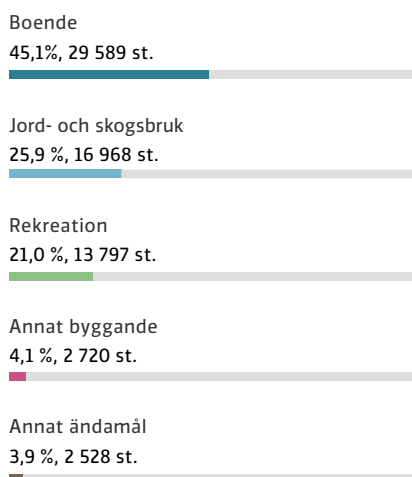 Boende
45,1%, 29 589 st.
Jord- och skogsbruk
25,9 %, 16 968 st.
Rekreation
21,0 %, 13 797 st.
Annat byggande
4,1 %, 2 720 st.
Annat ändamål
3,9 %, 2 528 st.